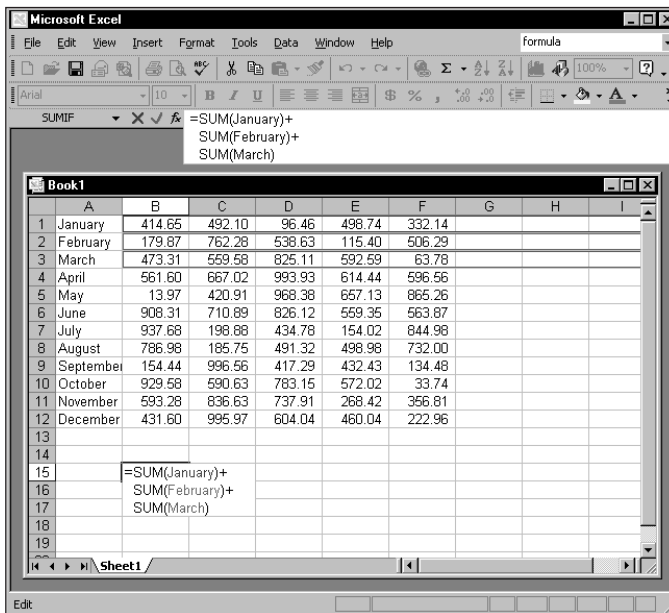 Microsoft Excel
File Edit View Insert Format Tools Data Window Help formula
ABC Σ A Z Z A 100% ?
Arial 10 B I U $ % , .0 .00 .00 .0 A
SUMIF fx =SUM(January)+
SUM(February)+
SUM(March)
Book1
A B C D E F G H I
1 January 414.65 492.10 96.46 498.74 332.14
2 February 179.87 762.28 538.63 115.40 506.29
3 March 473.31 559.58 825.11 592.59 63.78
4 April 561.60 667.02 993.93 614.44 596.56
5 May 13.97 420.91 968.38 657.13 865.26
6 June 908.31 710.89 826.12 559.35 563.87
7 July 937.68 198.88 434.78 154.02 844.98
8 August 786.98 185.75 491.32 498.98 732.00
9 September 154.44 996.56 417.29 432.43 134.48
10 October 929.58 590.63 783.15 572.02 33.74
11 November 593.28 836.63 737.91 268.42 356.81
12 December 431.60 995.97 604.04 460.04 222.96
13
14
15 =SUM(January)+
16 SUM(February)+
17 SUM(March)
18
19
Sheet1
Edit